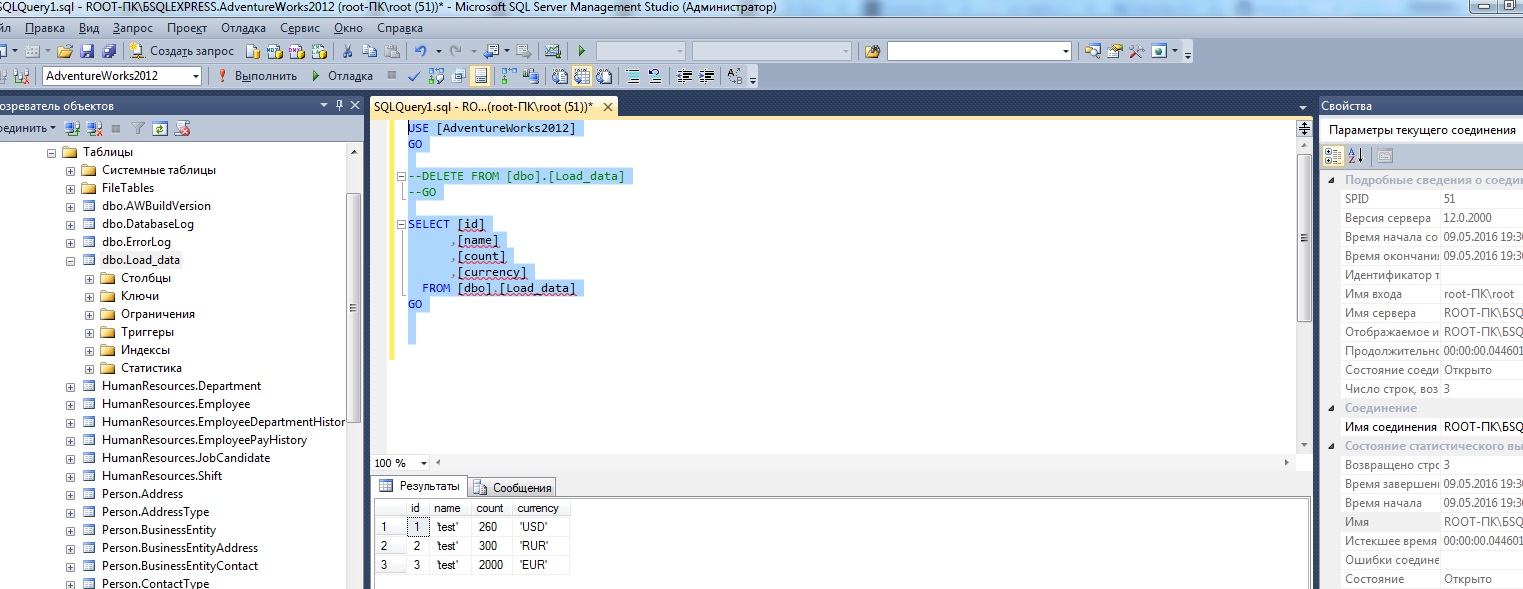 SQLQuery1.sql - ROOT-ПК\БSQLEXPRESS.AdventureWorks2012 (root-ПК\root (51))* - Microsoft SQL Server Management Studio (Администратор)
Правка Вид Запрос Проект Отладка Сервис Окно Справка
Создать запрос
AdventureWorks2012 Выполнить Отладка
SQLQuery1.sql - RO...(root-ПК\root (51))*
Свойства
Параметры текущего соединения
Таблицы
Системные таблицы
FileTables
dbo.AWBuildVersion
dbo.DatabaseLog
dbo.ErrorLog
dbo.Load_data
Столбцы
Ключи
Ограничения
Триггеры
Индексы
Статистика
HumanResources.Department
HumanResources.Employee
HumanResources.EmployeeDepartmentHistor
HumanResources.EmployeePayHistory
HumanResources.JobCandidate
HumanResources.Shift
Person.Address
Person.AddressType
Person.BusinessEntity
Person.BusinessEntityAddress
Person.BusinessEntityContact
Person.ContactType
USE [AdventureWorks2012]
GO
--DELETE FROM [dbo].[Load_data]
--GO
SELECT [id]
,[name]
,[count]
,[currency]
FROM [dbo].[Load_data]
GO
100 %
Результаты Сообщения
id name count currency
1 1 'test' 260 'USD'
2 2 'test' 300 'RUR'
3 3 'test' 2000 'EUR'
Подробные сведения о соеди
SPID 51
Версия сервера 12.0.2000
Время начала со 09.05.2016 19:3
Время окончани 09.05.2016 19:3
Идентификатор т
Имя входа root-ПК\root
Имя сервера ROOT-ПК\БSQ
Отображаемое и ROOT-ПК\БSQ
Продолжительно 00:00:00.044601
Состояние соеди Открыто
Число строк, воз 3
Соединение
Имя соединения ROOT-ПК\БSQ
Состояние статистического вы
Возвращено стро 3
Время завершен 09.05.2016 19:3
Время начала 09.05.2016 19:3
Имя ROOT-ПК\БSQ
Истекшее время 00:00:00.044601
Ошибки соедине
Состояние Открыто